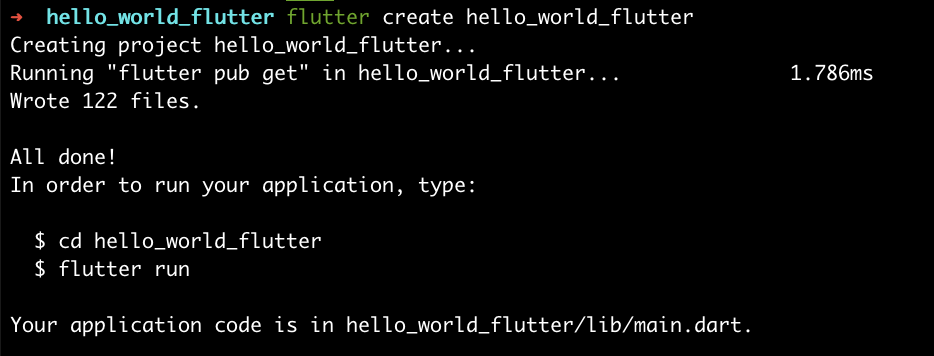 ➜  hello_world_flutter flutter create hello_world_flutter
Creating project hello_world_flutter...
Running "flutter pub get" in hello_world_flutter...              1.786ms
Wrote 122 files.

All done!
In order to run your application, type:

  $ cd hello_world_flutter
  $ flutter run

Your application code is in hello_world_flutter/lib/main.dart.